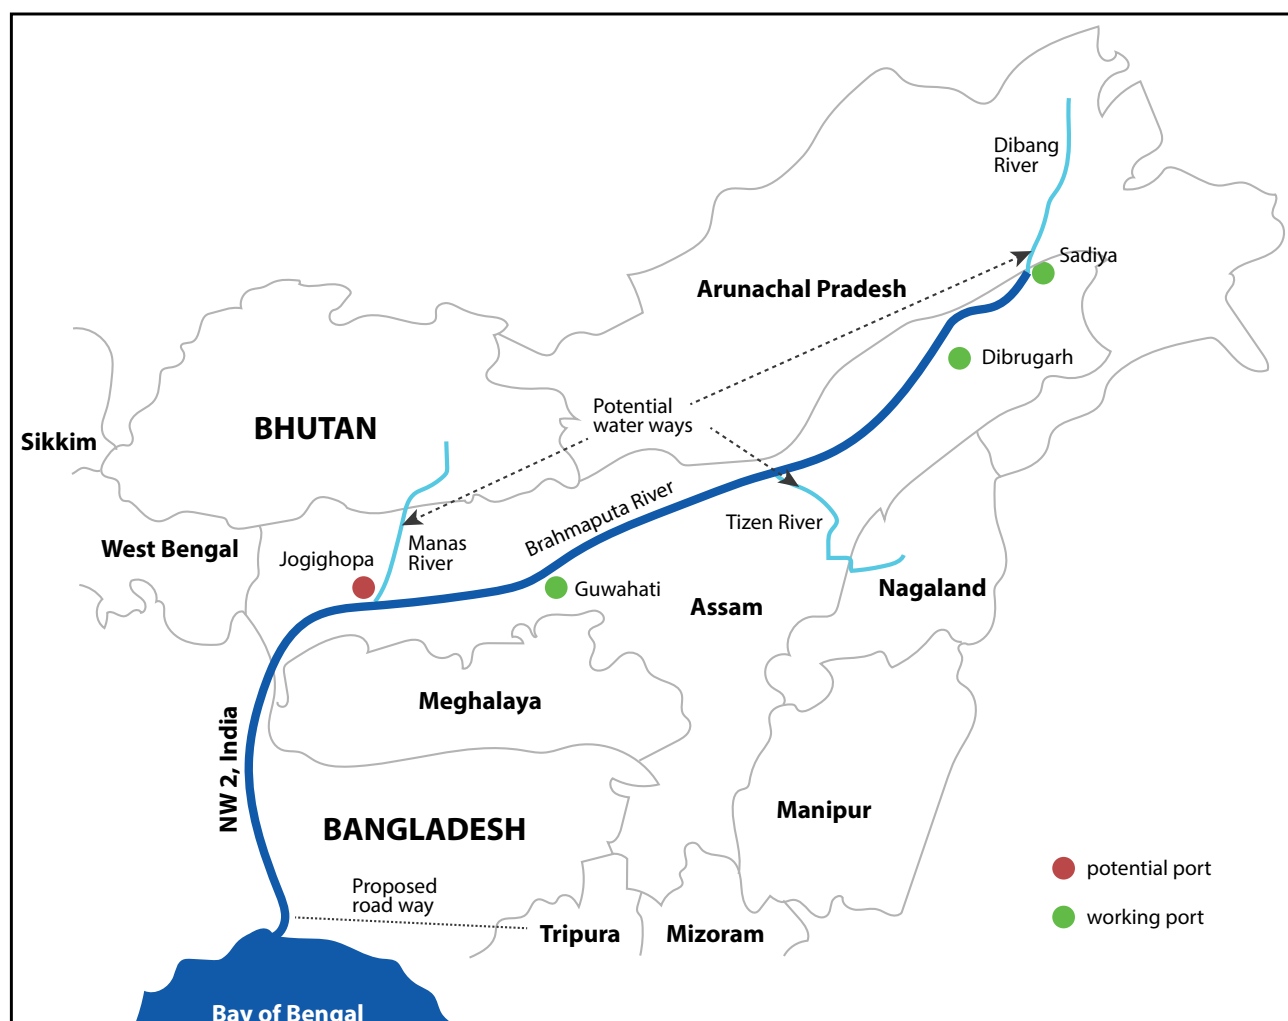 Dibang
River
Sadiya
Arunachal Pradesh
Dibrugarh
Potential
water ways
BHUTAN
Sikkim
Brahmaputa River
Tizen River
West Bengal
Jogighopa
Manas
River
Guwahati
Assam
Nagaland
Meghalaya
NW 2, India
Manipur
BANGLADESH
potential port
Proposed
road way
working port
Tripura
Mizoram
Bay of Bengal